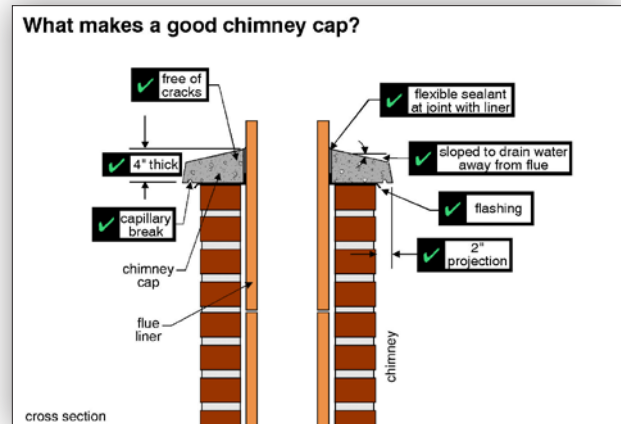 What makes a good chimney cap?
free of
cracks
flexible sealant
at joint with liner
4" thick
sloped to drain water
away from flue
capillary
break
flashing
chimney
cap
2"
projection
flue
liner
chimney
cross section